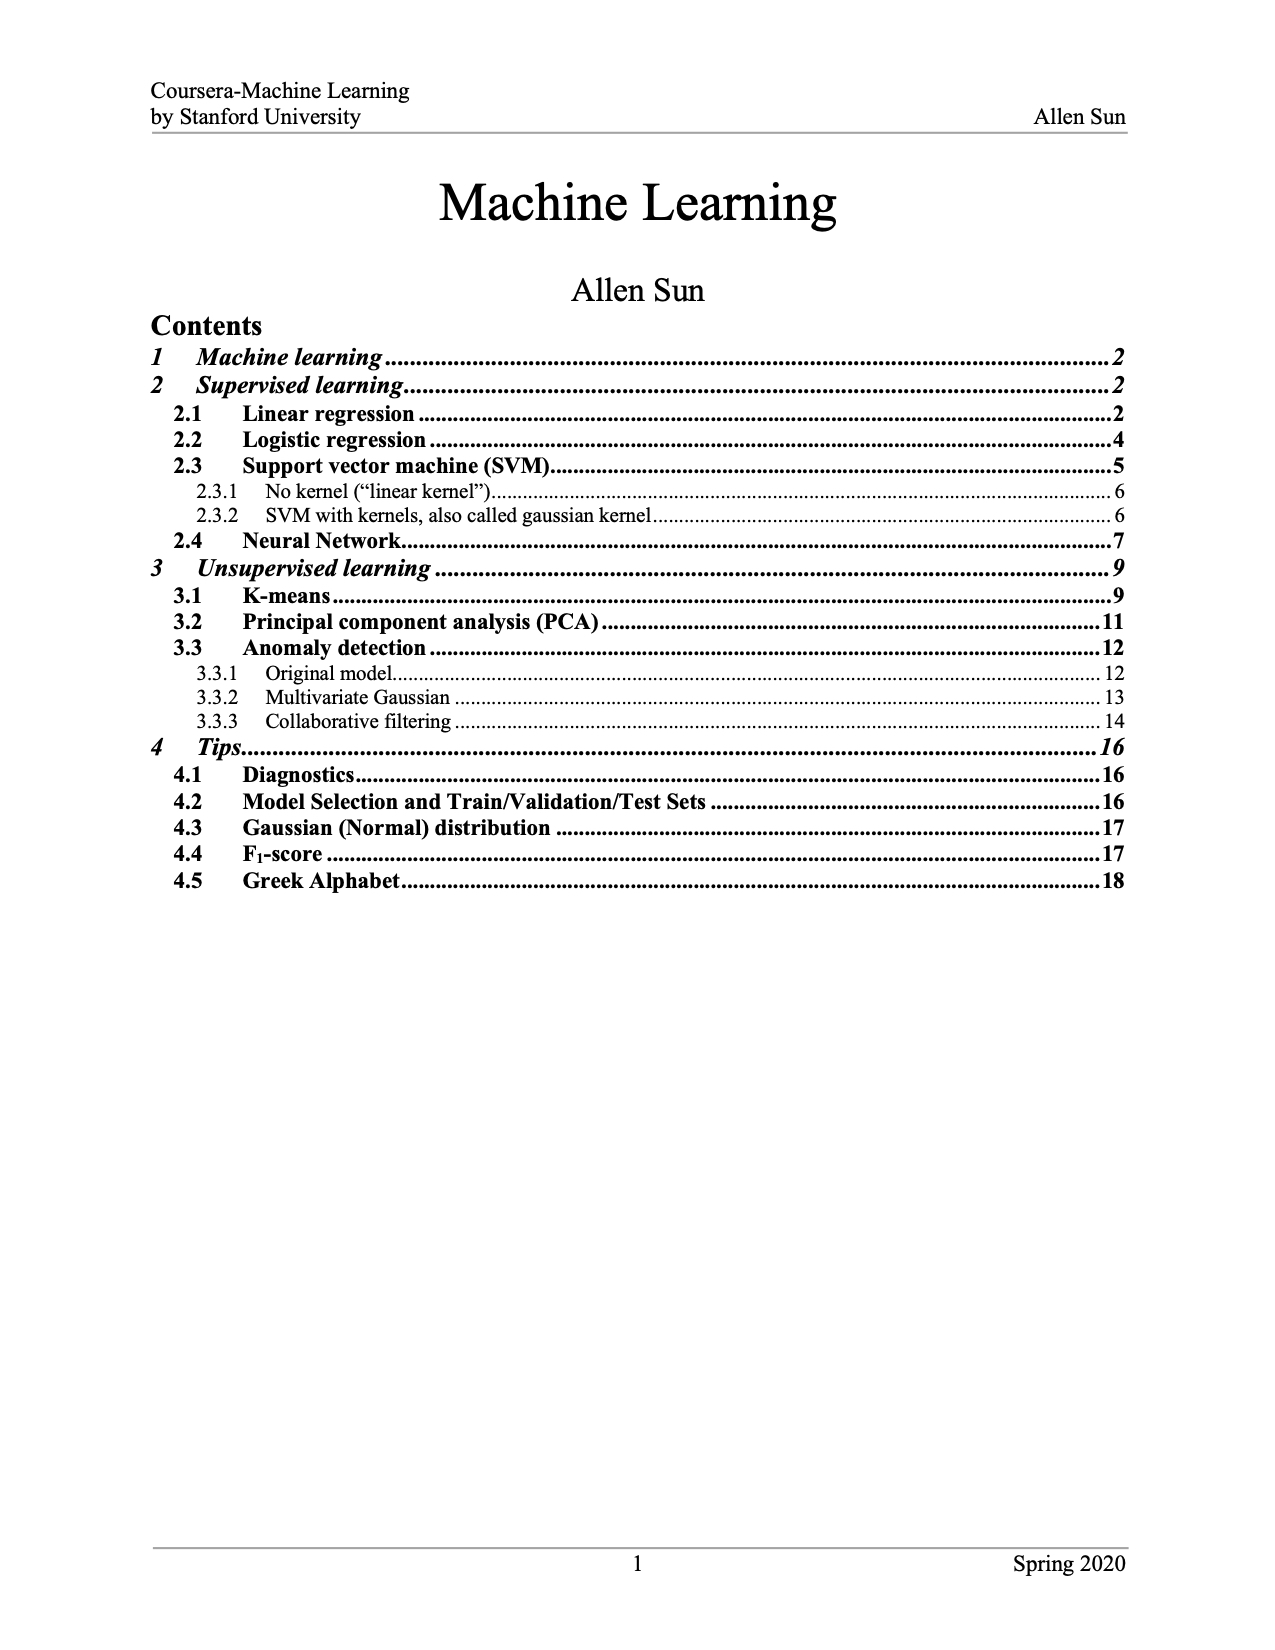 Coursera-Machine Learning
by Stanford University Allen Sun
Machine Learning
Allen Sun
Contents
1 Machine learning 2
2 Supervised learning 2
2.1 Linear regression 2
2.2 Logistic regression 4
2.3 Support vector machine (SVM) 5
2.3.1 No kernel (“linear kernel”) 6
2.3.2 SVM with kernels, also called gaussian kernel 6
2.4 Neural Network 7
3 Unsupervised learning 9
3.1 K-means 9
3.2 Principal component analysis (PCA) 11
3.3 Anomaly detection 12
3.3.1 Original model 12
3.3.2 Multivariate Gaussian 13
3.3.3 Collaborative filtering 14
4 Tips 16
4.1 Diagnostics 16
4.2 Model Selection and Train/Validation/Test Sets 16
4.3 Gaussian (Normal) distribution 17
4.4 F₁-score 17
4.5 Greek Alphabet 18
1 Spring 2020